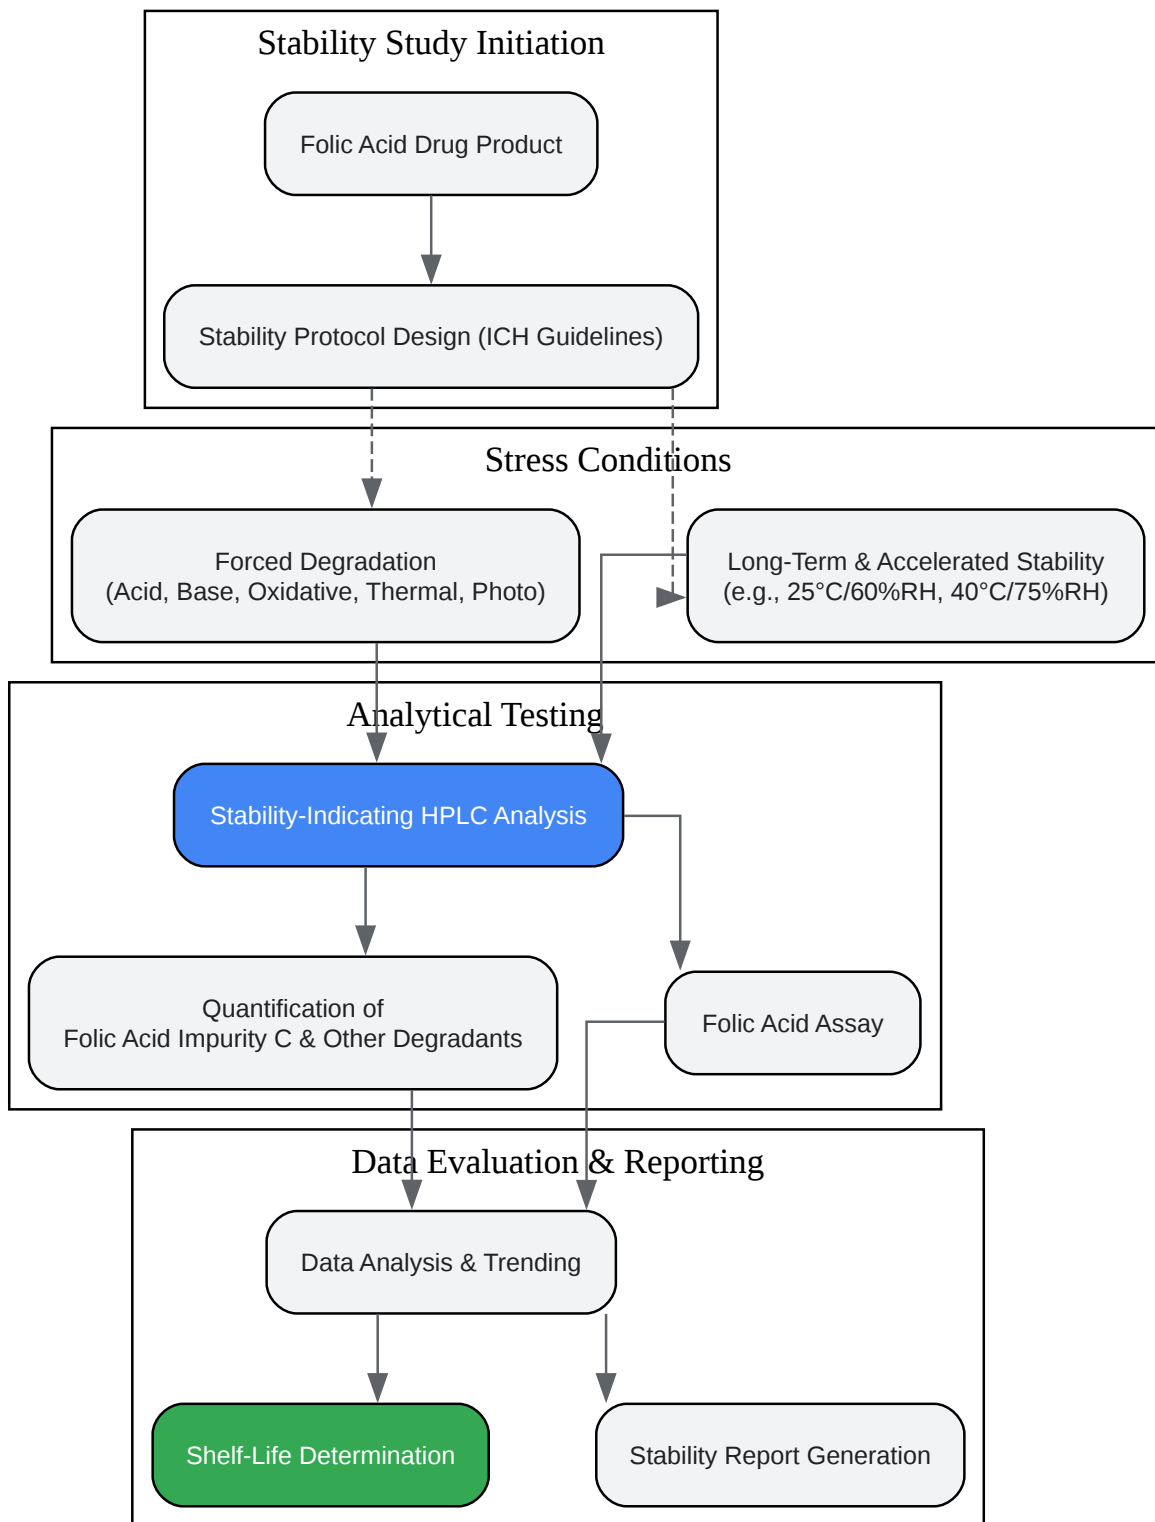 Stability Study Initiation
Folic Acid Drug Product
Stability Protocol Design (ICH Guidelines)
Stress Conditions
Forced Degradation
(Acid, Base, Oxidative, Thermal, Photo)
Long-Term & Accelerated Stability
(e.g., 25°C/60%RH, 40°C/75%RH)
Analytical Testing
Stability-Indicating HPLC Analysis
Quantification of
Folic Acid Impurity C & Other Degradants
Folic Acid Assay
Data Evaluation & Reporting
Data Analysis & Trending
Shelf-Life Determination
Stability Report Generation